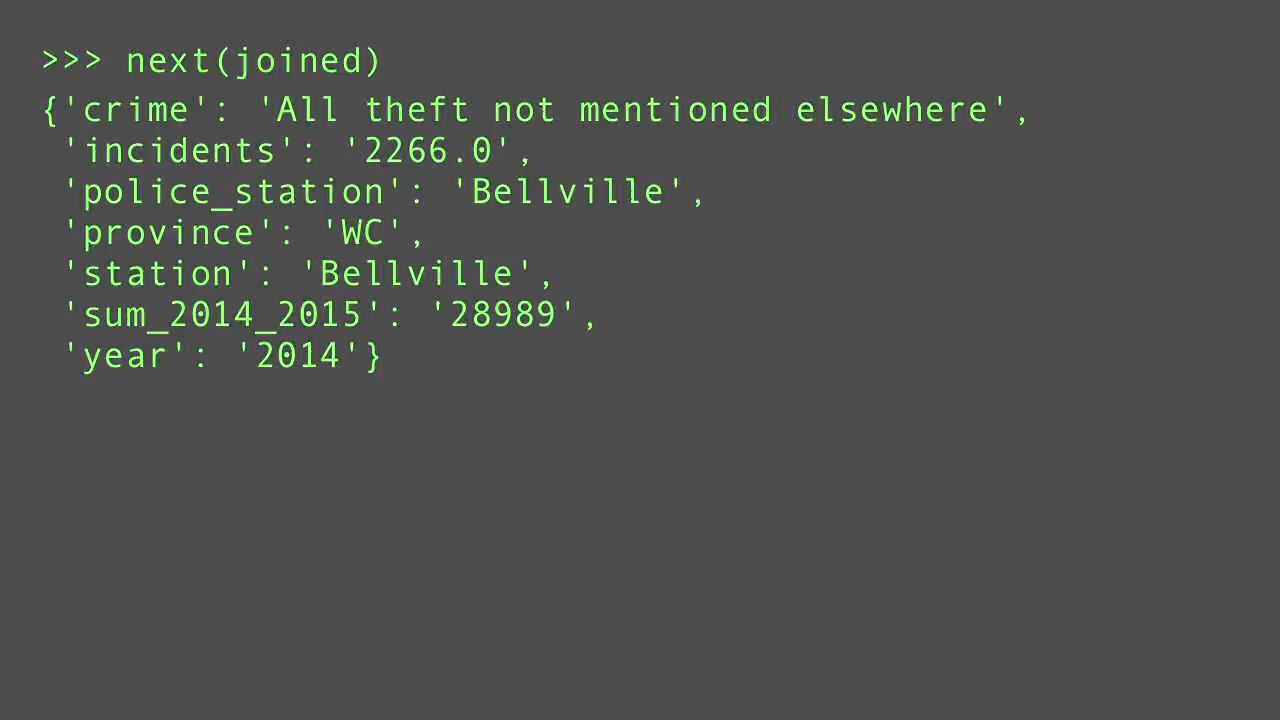 >>> next(joined)
{'crime': 'All theft not mentioned elsewhere',
 'incidents': '2266.0',
 'police_station': 'Bellville',
 'province': 'WC',
 'station': 'Bellville',
 'sum_2014_2015': '28989',
 'year': '2014'}